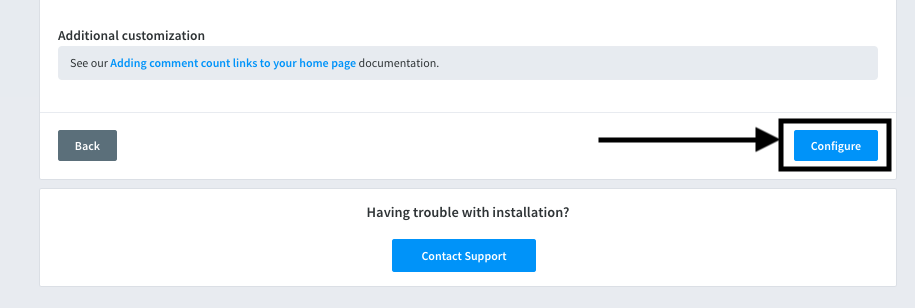 Additional customization
See our Adding comment count links to your home page documentation.
Back
Configure
Having trouble with installation?
Contact Support